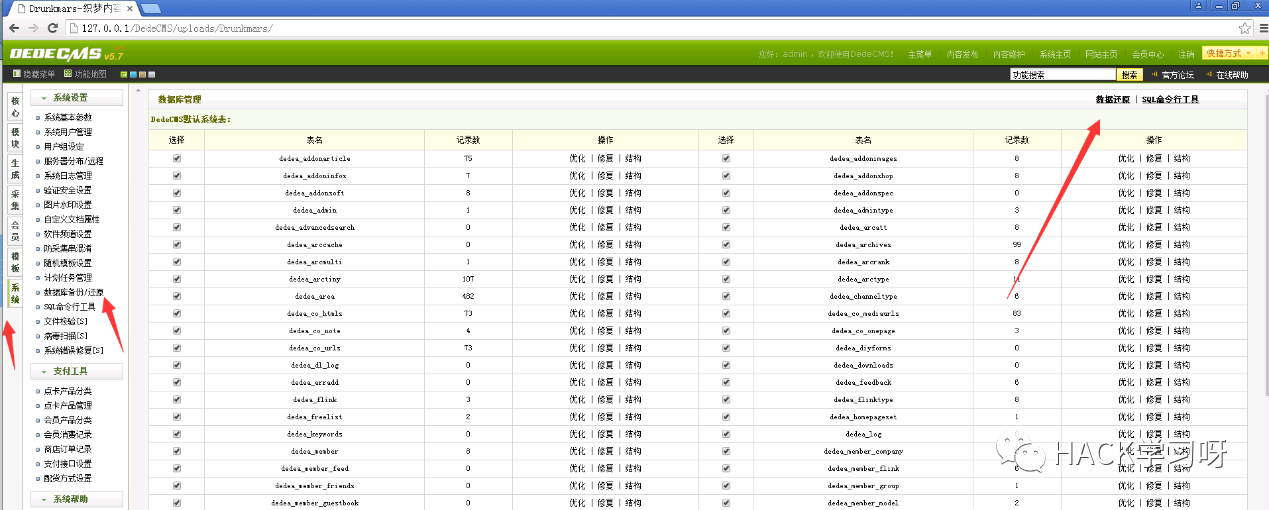 Drunkmars-织梦内容
127.0.0.1/DedeCMS/uploads/Drunkmars/
DEDECMS v5.7
您好: admin , 欢迎使用DedeCMS! 主菜单 内容发布 内容维护 系统主页 网站主页 会员中心 注销 快捷方式
隐藏菜单 功能地图 功能搜索 搜索 官方论坛 在线帮助
核心
模块
生成
采集
会员
模板
系统
系统设置
系统基本参数
系统用户管理
用户组设定
服务器分布/远程
系统日志管理
验证安全设置
图片水印设置
自定义文档属性
软件频道设置
防采集串混淆
随机模板设置
计划任务管理
数据库备份/还原
SQL命令行工具
文件校验[S]
病毒扫描[S]
系统错误修复[S]
支付工具
点卡产品分类
点卡产品管理
会员产品分类
会员消费记录
商店订单记录
支付接口设置
配货方式设置
系统帮助
数据库管理 数据还原 | SQL命令行工具
DedeCMS默认系统表:
选择 表名 记录数 操作 选择 表名 记录数 操作
dedea_addonarticle 75 优化 | 修复 | 结构 dedea_addonimages 8 优化 | 修复 | 结构
dedea_addoninfos 7 优化 | 修复 | 结构 dedea_addonshop 8 优化 | 修复 | 结构
dedea_addonsoft 8 优化 | 修复 | 结构 dedea_addonspec 0 优化 | 修复 | 结构
dedea_admin 1 优化 | 修复 | 结构 dedea_admintype 3 优化 | 修复 | 结构
dedea_advancedsearch 0 优化 | 修复 | 结构 dedea_arcatt 8 优化 | 修复 | 结构
dedea_arccache 0 优化 | 修复 | 结构 dedea_archives 99 优化 | 修复 | 结构
dedea_arcmulti 1 优化 | 修复 | 结构 dedea_arcrank 8 优化 | 修复 | 结构
dedea_arctiny 107 优化 | 修复 | 结构 dedea_arctype 优化 | 修复 | 结构
dedea_area 482 优化 | 修复 | 结构 dedea_channeltype 6 优化 | 修复 | 结构
dedea_co_htmls 73 优化 | 修复 | 结构 dedea_co_mediaurls 83 优化 | 修复 | 结构
dedea_co_note 4 优化 | 修复 | 结构 dedea_co_onepage 3 优化 | 修复 | 结构
dedea_co_urls 73 优化 | 修复 | 结构 dedea_diyforms 0 优化 | 修复 | 结构
dedea_dl_log 0 优化 | 修复 | 结构 dedea_downloads 0 优化 | 修复 | 结构
dedea_erradd 0 优化 | 修复 | 结构 dedea_feedback 6 优化 | 修复 | 结构
dedea_flink 3 优化 | 修复 | 结构 dedea_flinktype 8 优化 | 修复 | 结构
dedea_freelist 2 优化 | 修复 | 结构 dedea_homepageset 1 优化 | 修复 | 结构
dedea_keywords 0 优化 | 修复 | 结构 dedea_log 优化 | 修复 | 结构
dedea_member 8 优化 | 修复 | 结构 dedea_member_company 优化 | 修复 | 结构
dedea_member_feed 0 优化 | 修复 | 结构 dedea_member_flink 6 优化 | 修复 | 结构
dedea_member_friends 0 优化 | 修复 | 结构 dedea_member_group 1 优化 | 修复 | 结构
dedea_member_guestbook 0 优化 | 修复 | 结构 dedea_member_model 2 优化 | 修复 | 结构
HACK学习呀